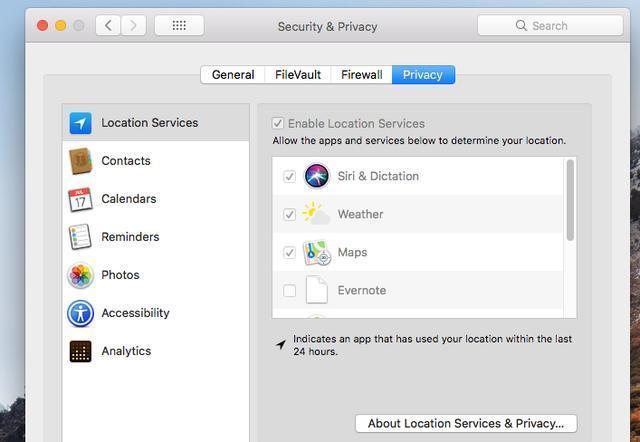 Security & Privacy
Search
General
FileVault
Firewall
Privacy
Location Services
Contacts
JUL
17
Calendars
Reminders
Photos
Accessibility
Analytics
Enable Location Services
Allow the apps and services below to determine your location.
Siri & Dictation
Weather
Maps
Evernote
Indicates an app that has used your location within the last
24 hours.
About Location Services & Privacy...